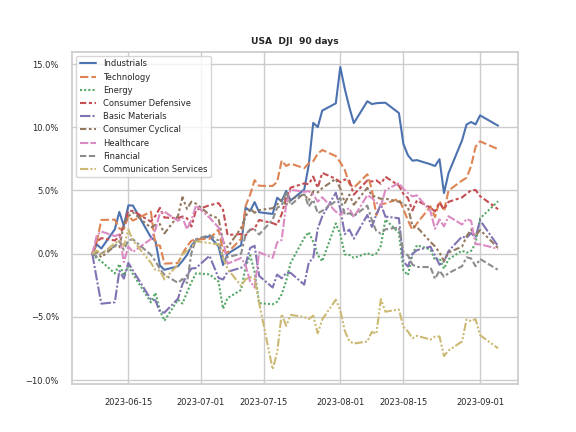 USA DJI 90 days
15.0%
10.0%
5.0%
0.0%
−5.0%
−10.0%
Industrials
Technology
Energy
Consumer Defensive
Basic Materials
Consumer Cyclical
Healthcare
Financial
Communication Services
2023-06-15 2023-07-01 2023-07-15 2023-08-01 2023-08-15 2023-09-01